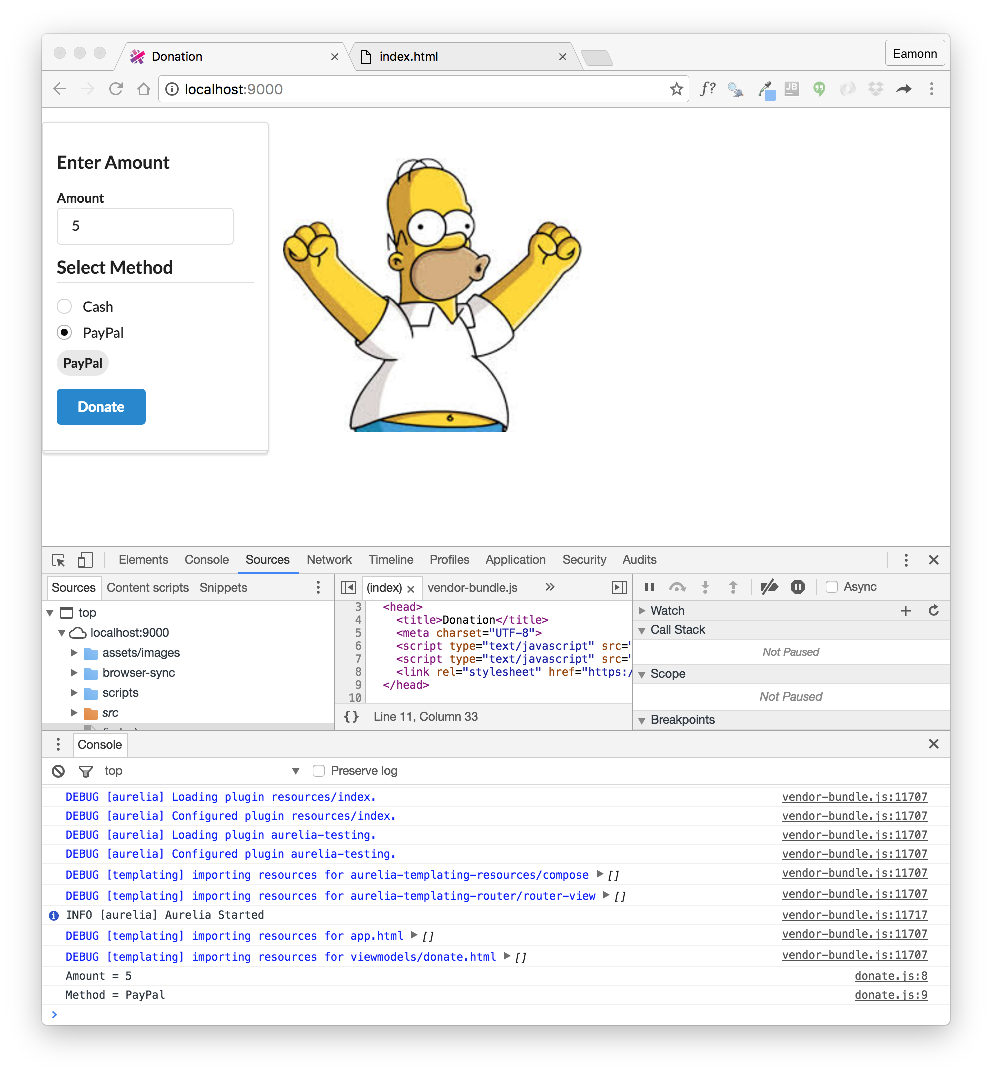 Donation
index.html
Eamonn
localhost:9000
f?
JB
Enter Amount
Amount
5
Select Method
Cash
PayPal
PayPal
Donate
Elements Console Sources Network Timeline Profiles Application Security Audits
Sources Content scripts Snippets
(index) vendor-bundle.js
Async
top
localhost:9000
assets/images
browser-sync
scripts
src
3 <head>
4 <title>Donation</title>
5 <meta charset="UTF-8">
6 <script type="text/javascript" src="
7 <script type="text/javascript" src="
8 <link rel="stylesheet" href="https:/
9 </head>
10
{} Line 11, Column 33
Watch
Call Stack
Not Paused
Scope
Not Paused
Breakpoints
Console
top Preserve log
DEBUG [aurelia] Loading plugin resources/index. vendor-bundle.js:11707
DEBUG [aurelia] Configured plugin resources/index. vendor-bundle.js:11707
DEBUG [aurelia] Loading plugin aurelia-testing. vendor-bundle.js:11707
DEBUG [aurelia] Configured plugin aurelia-testing. vendor-bundle.js:11707
DEBUG [templating] importing resources for aurelia-templating-resources/compose ▶[] vendor-bundle.js:11707
DEBUG [templating] importing resources for aurelia-templating-router/router-view ▶[] vendor-bundle.js:11707
INFO [aurelia] Aurelia Started vendor-bundle.js:11717
DEBUG [templating] importing resources for app.html ▶[] vendor-bundle.js:11707
DEBUG [templating] importing resources for viewmodels/donate.html ▶[] vendor-bundle.js:11707
Amount = 5 donate.js:8
Method = PayPal donate.js:9